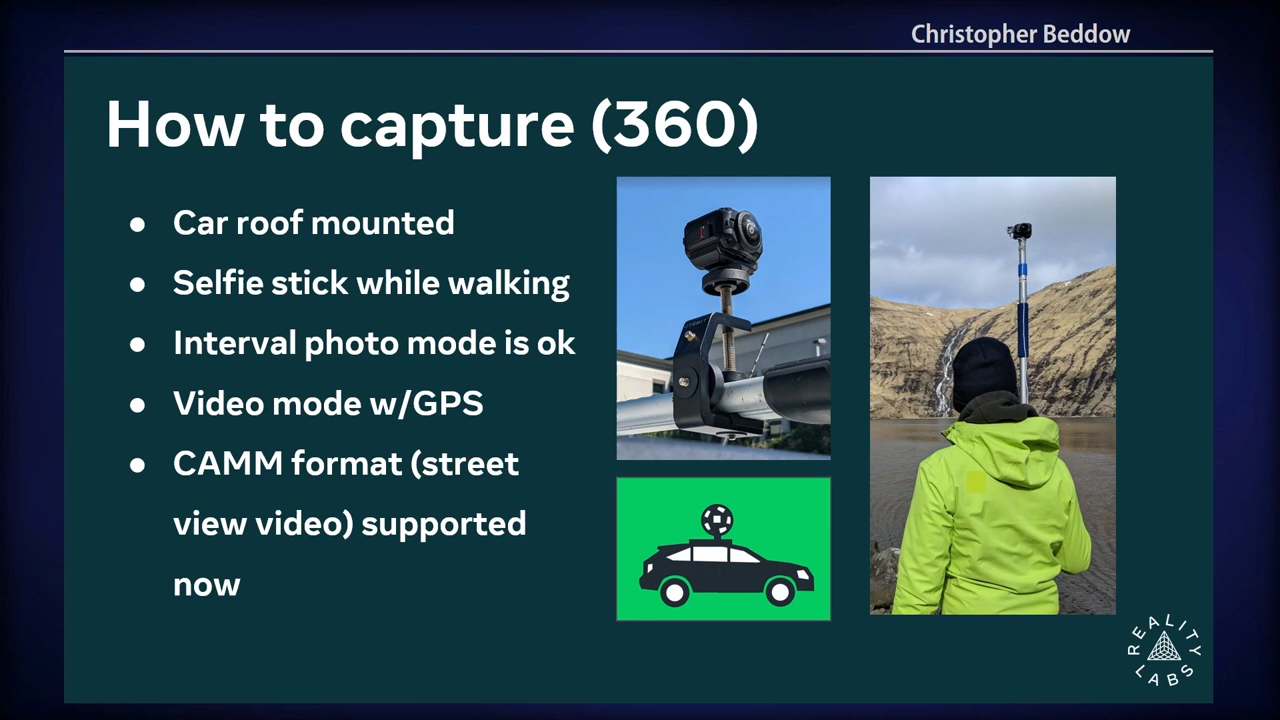 Christopher Beddow
How to capture (360)
● Car roof mounted
● Selfie stick while walking
● Interval photo mode is ok
● Video mode w/GPS
● CAMM format (street
view video) supported
now
REALITY
LABS